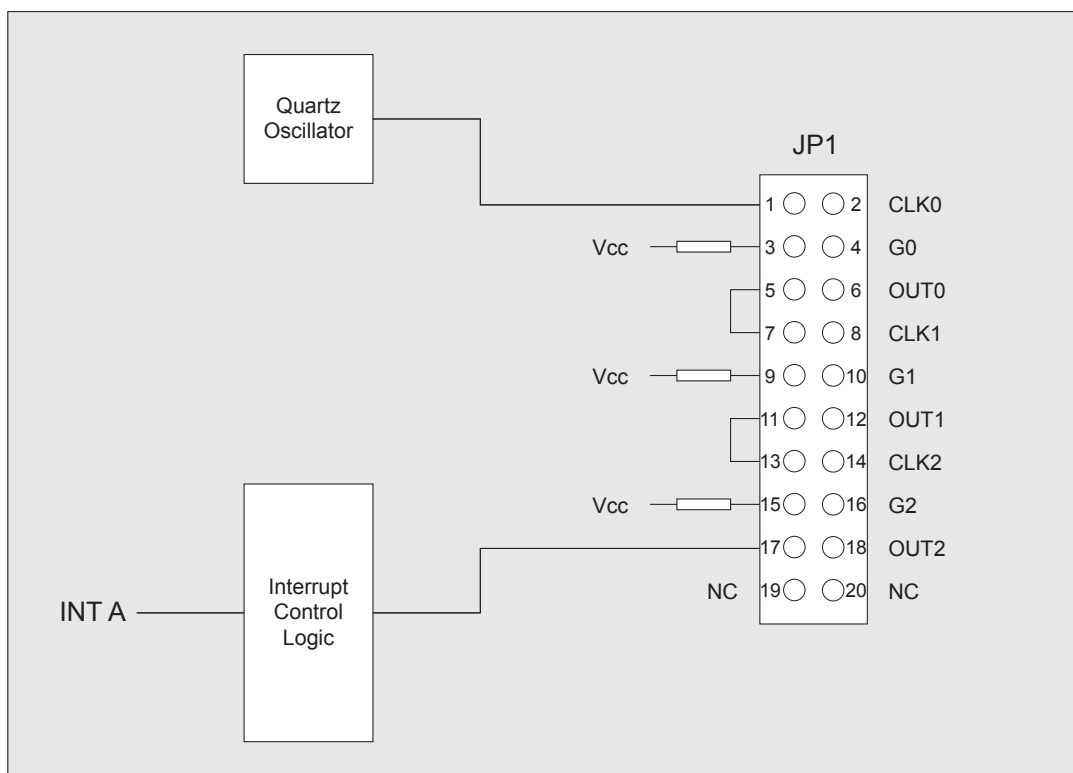 Quartz
Oscillator
JP1
1 2 CLK0
Vcc 3 4 G0
5 6 OUT0
7 8 CLK1
Vcc 9 10 G1
11 12 OUT1
13 14 CLK2
Vcc 15 16 G2
17 18 OUT2
NC 19 20 NC
INT A
Interrupt
Control
Logic